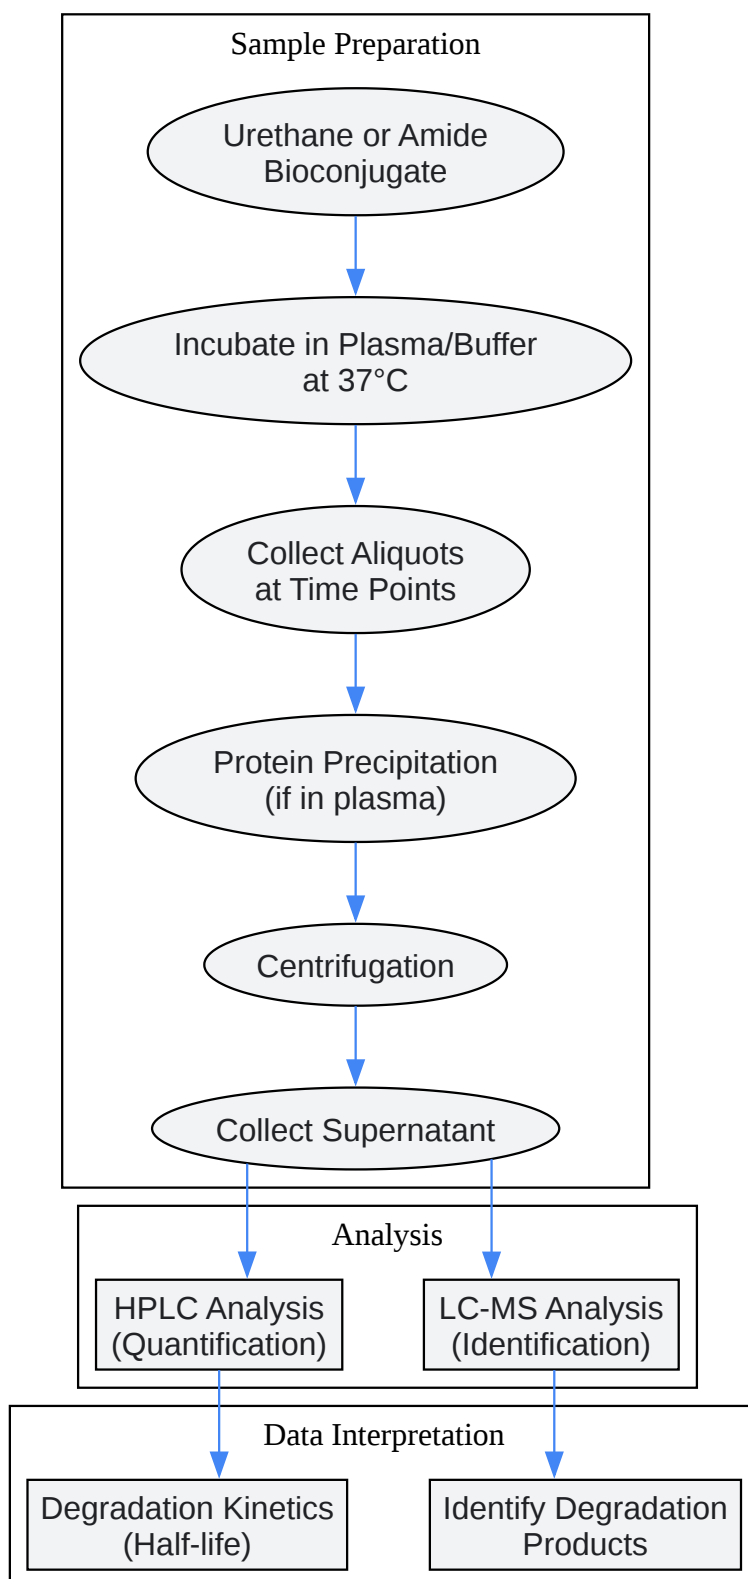 Sample Preparation
Urethane or Amide
Bioconjugate
Incubate in Plasma/Buffer
at 37°C
Collect Aliquots
at Time Points
Protein Precipitation
(if in plasma)
Centrifugation
Collect Supernatant
Analysis
HPLC Analysis
(Quantification)
LC-MS Analysis
(Identification)
Data Interpretation
Degradation Kinetics
(Half-life)
Identify Degradation
Products